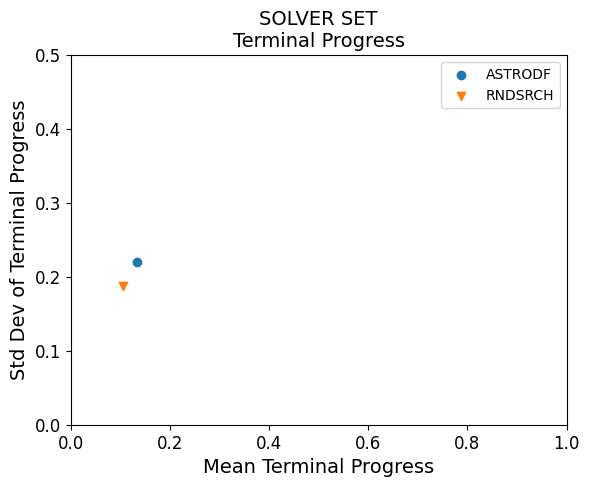 SOLVER SET
Terminal Progress
ASTRODF
RNDSRCH
Std Dev of Terminal Progress
0.5
0.4
0.3
0.2
0.1
0.0
0.0 0.2 0.4 0.6 0.8 1.0
Mean Terminal Progress